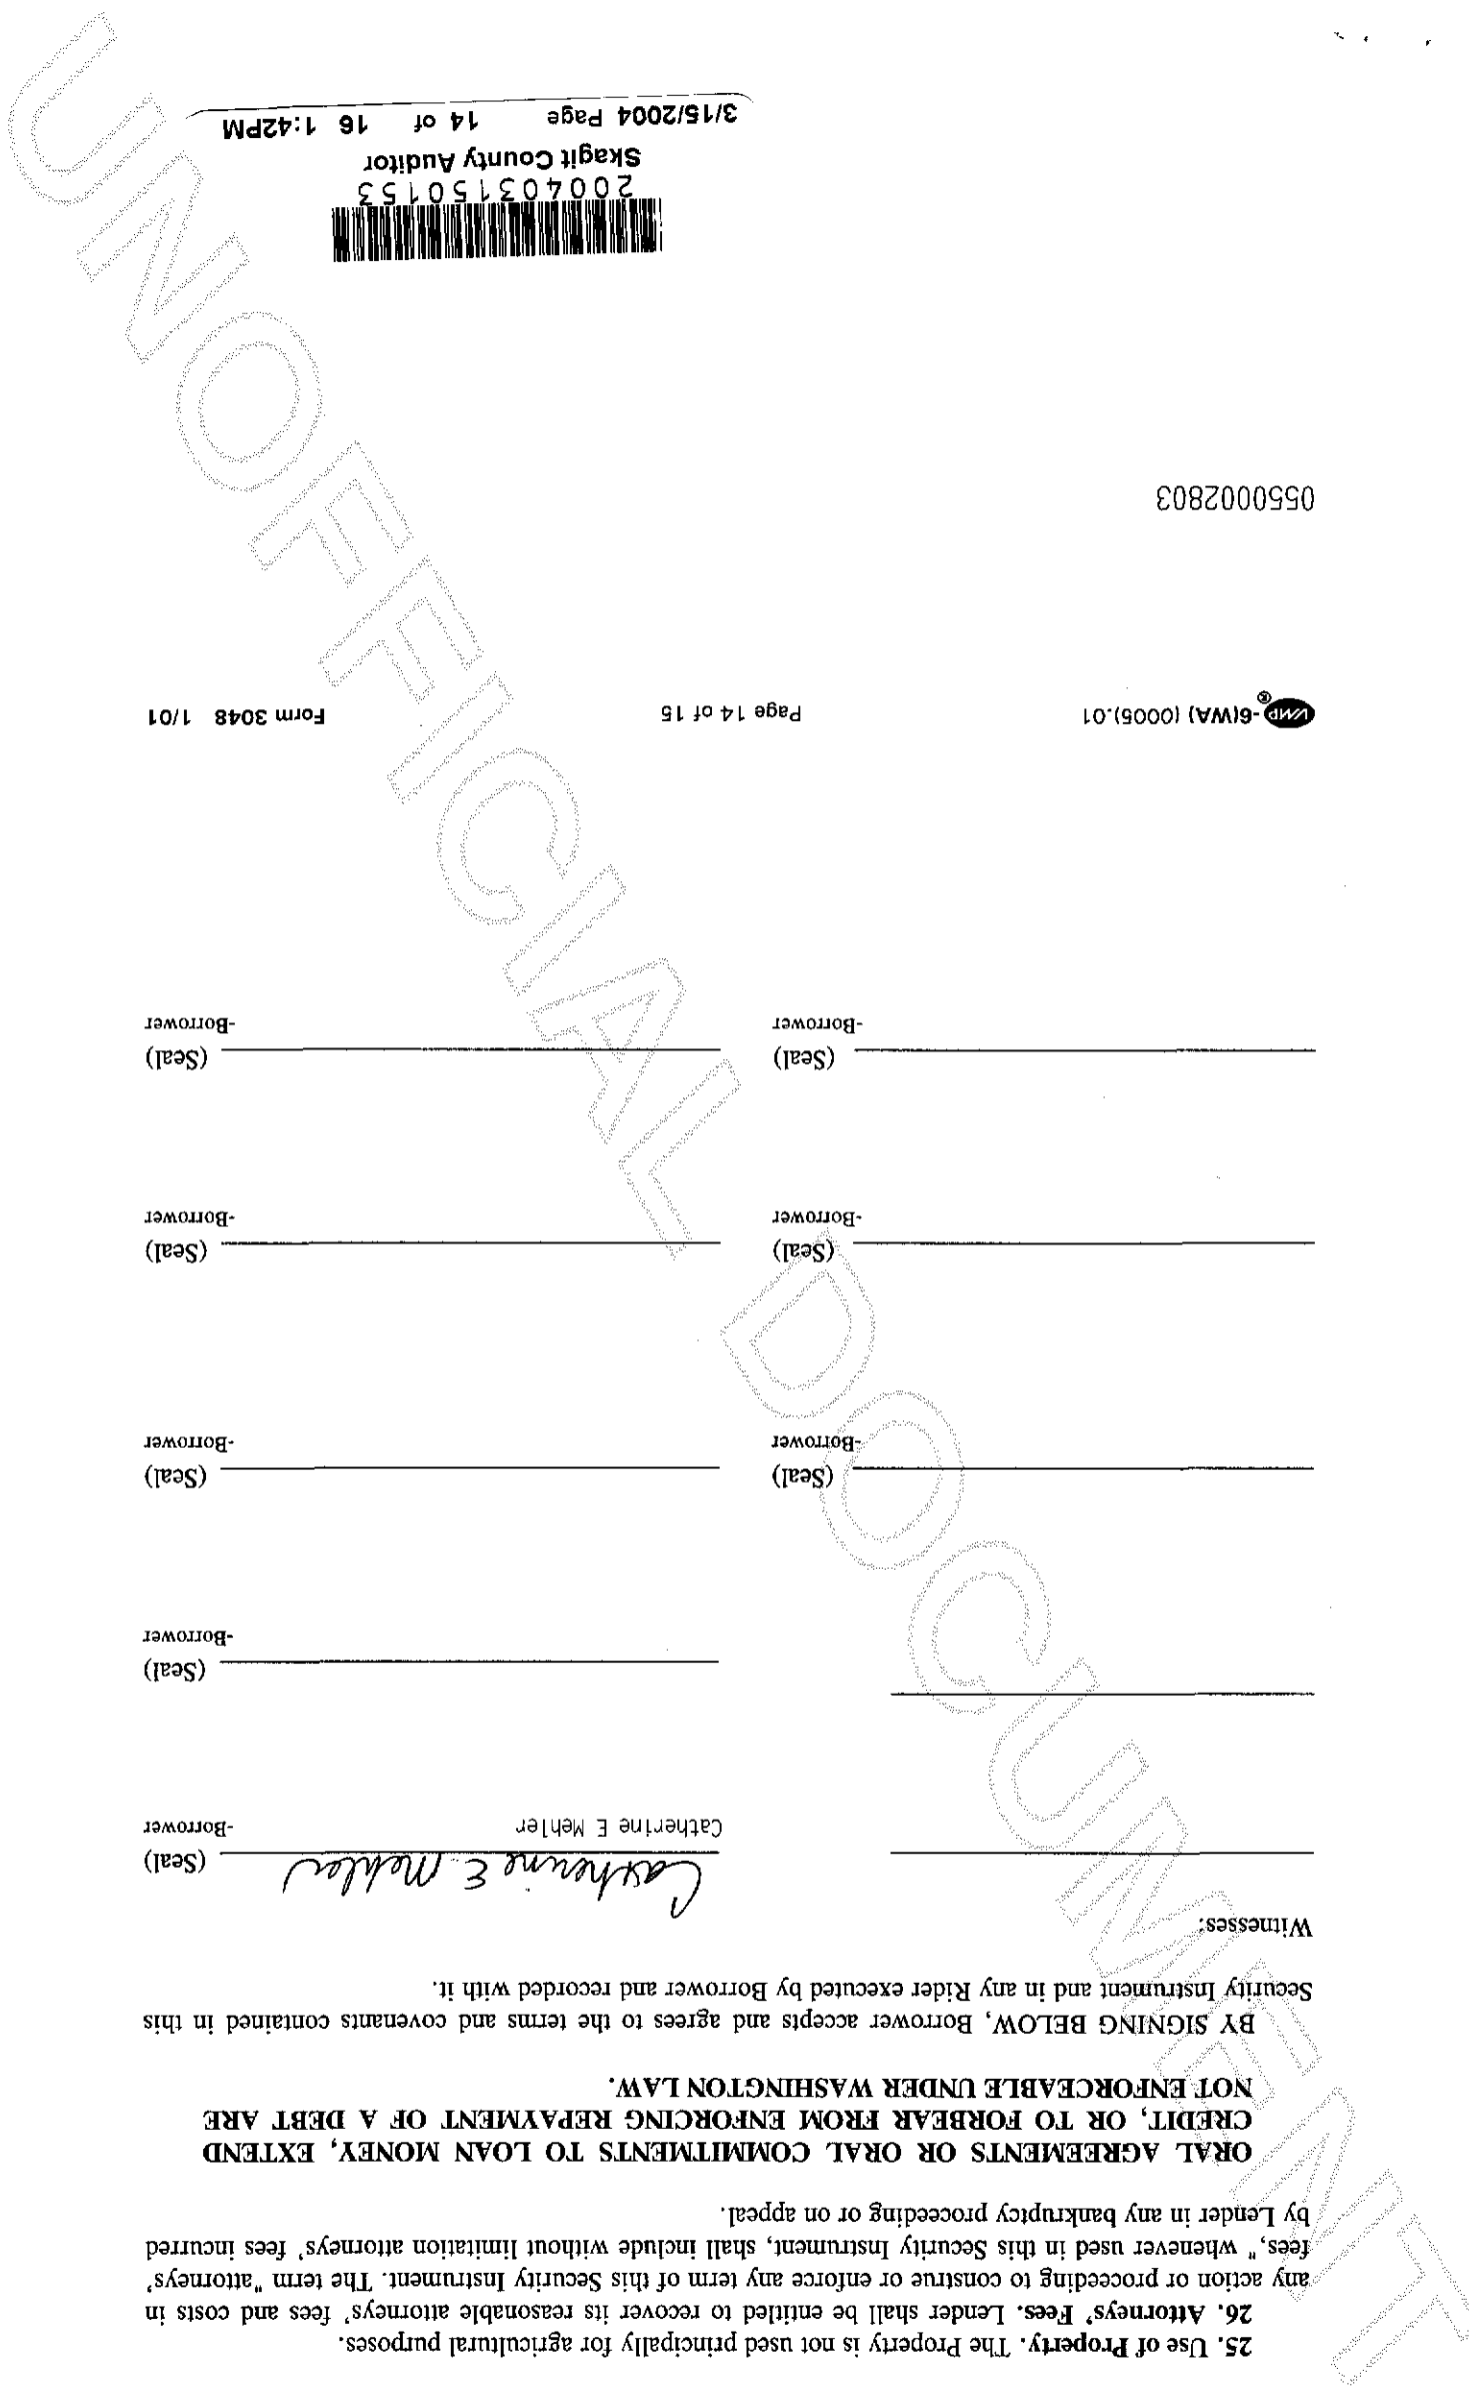 25. Use of Property. The Property is not used principally for agricultural purposes.
26. Attorneys' Fees. Lender shall be entitled to recover its reasonable attorneys' fees and costs in
any action or proceeding to construe or enforce any term of this Security Instrument. The term "attorneys'
fees," whenever used in this Security Instrument, shall include without limitation attorneys' fees incurred
by Lender in any bankruptcy proceeding or on appeal.
ORAL AGREEMENTS OR ORAL COMMITMENTS TO LOAN MONEY, EXTEND
CREDIT, OR TO FORBEAR FROM ENFORCING REPAYMENT OF A DEBT ARE
NOT ENFORCEABLE UNDER WASHINGTON LAW.
BY SIGNING BELOW, Borrower accepts and agrees to the terms and covenants contained in this
Security Instrument and in any Rider executed by Borrower and recorded with it.
Witnesses:
Catherine E. Mehler (Seal)
Catherine E Mehler -Borrower
(Seal)
-Borrower
(Seal) (Seal)
-Borrower -Borrower
(Seal) (Seal)
-Borrower -Borrower
(Seal) (Seal)
-Borrower -Borrower
VMP®-6(WA) (0005).01 Page 14 of 15 Form 3048 1/01
0550002803
200403150153
Skagit County Auditor
3/15/2004 Page 14 of 16 1:42PM
UNOFFICIAL DOCUMENT